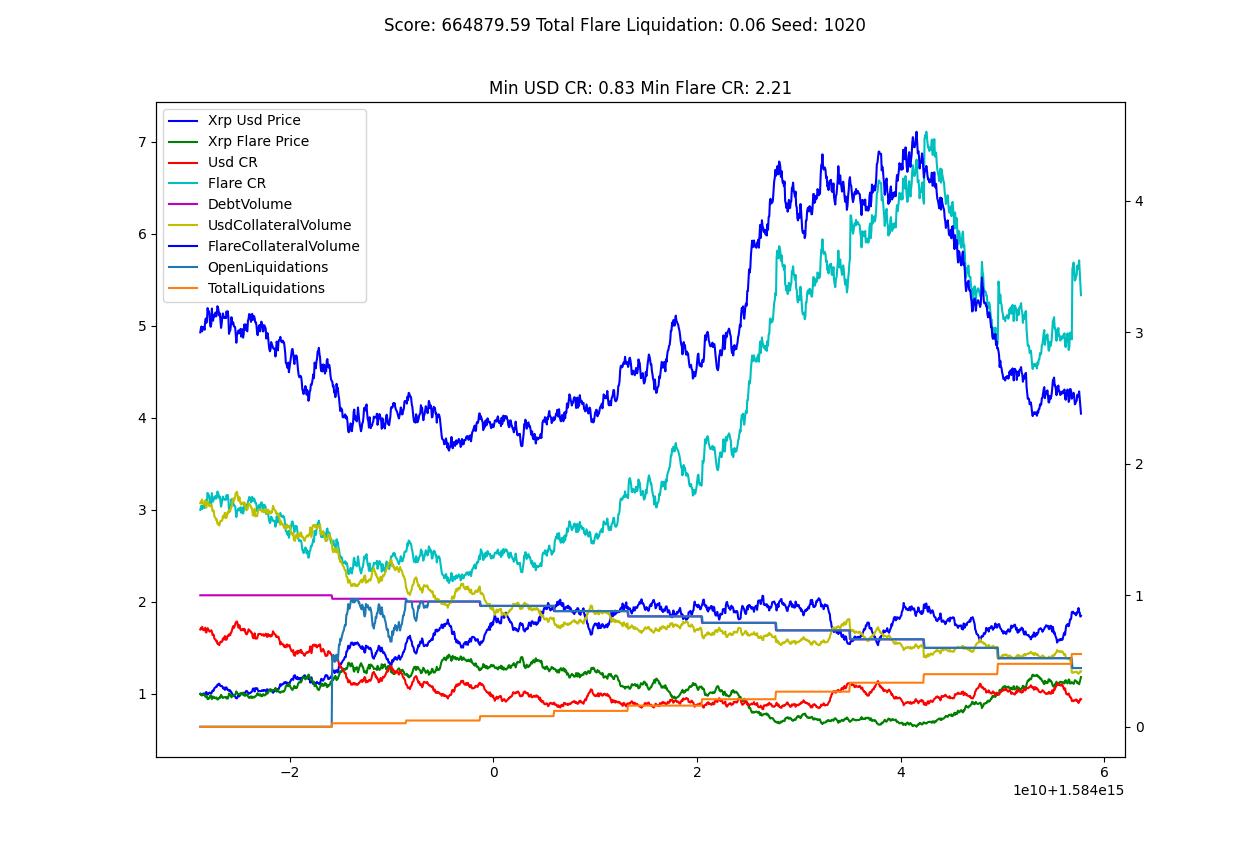 Score: 664879.59 Total Flare Liquidation: 0.06 Seed: 1020
Min USD CR: 0.83 Min Flare CR: 2.21
Xrp Usd Price
Xrp Flare Price
Usd CR
Flare CR
DebtVolume
UsdCollateralVolume
FlareCollateralVolume
OpenLiquidations
TotalLiquidations
7
6
5
4
3
2
1
4
3
2
1
0
−2
0
2
4
6
1e10+1.584e15